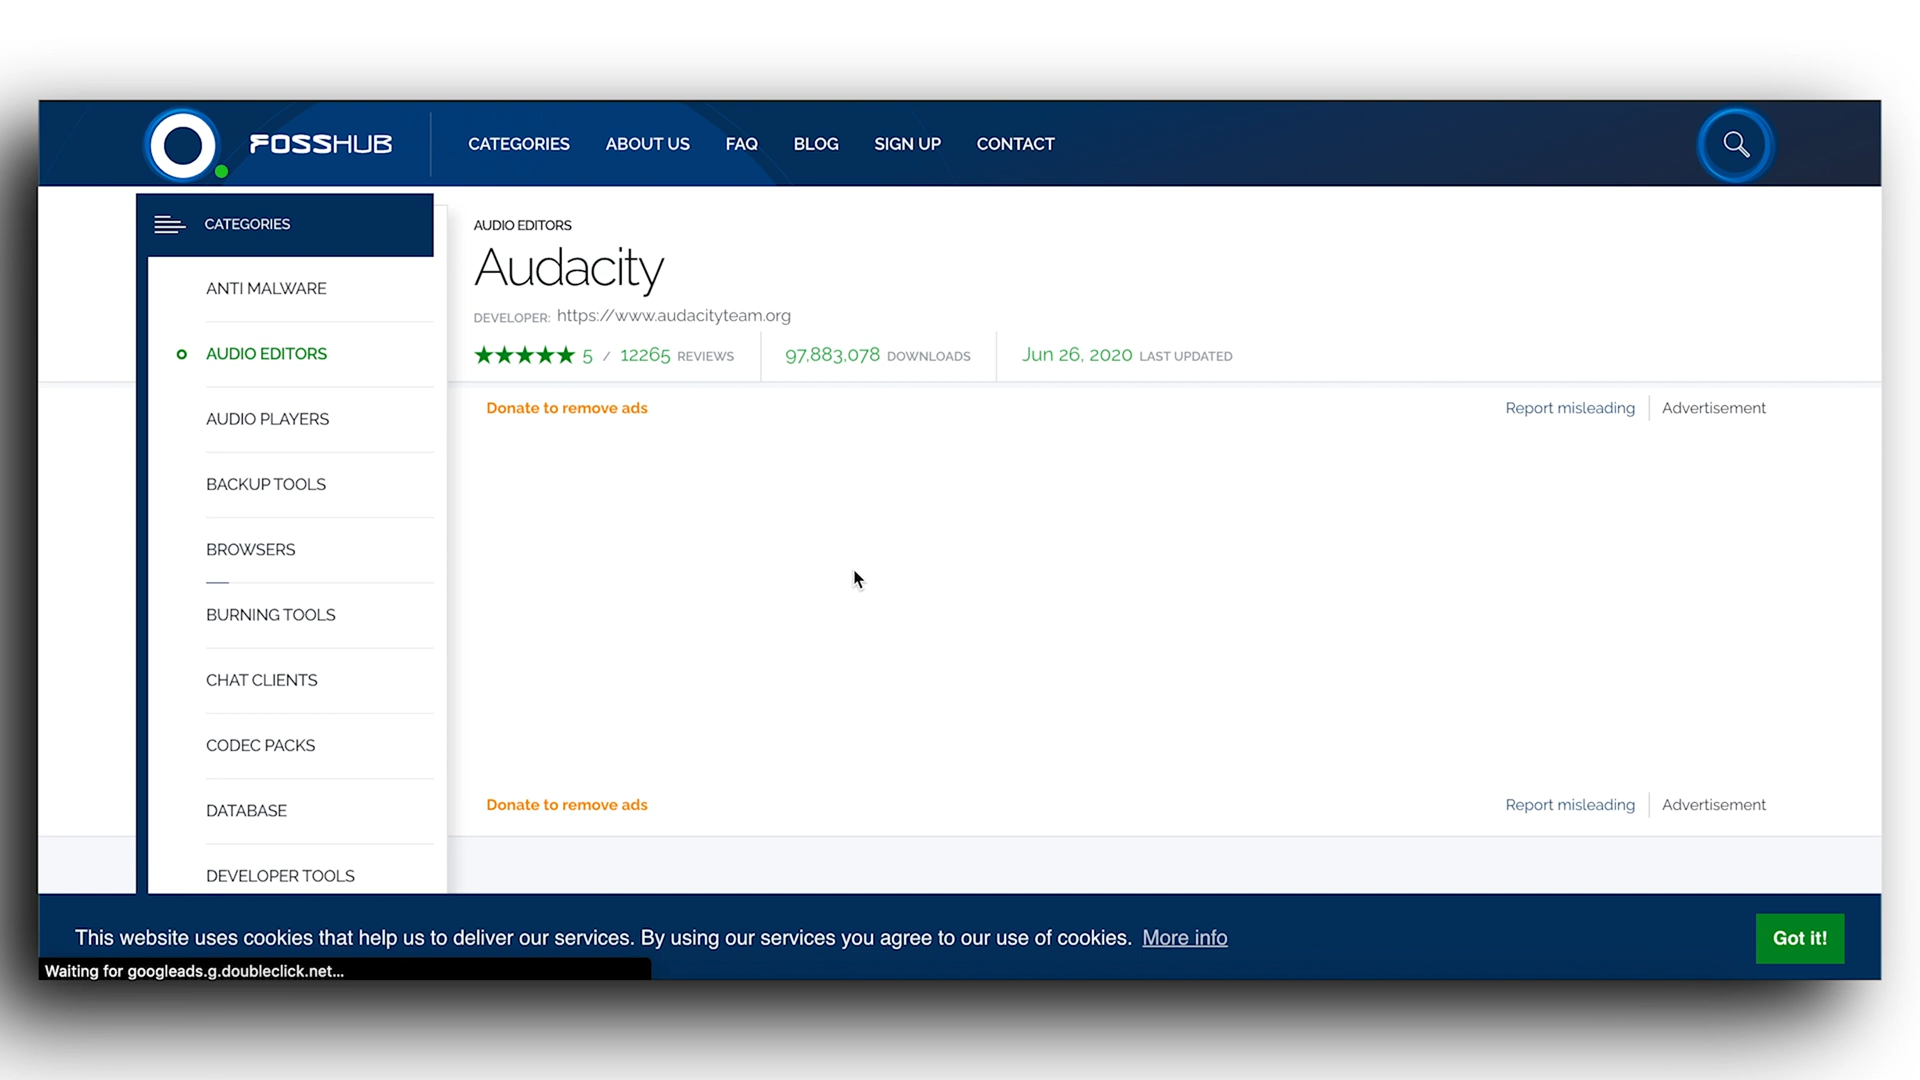 FOSSHUB
CATEGORIES ABOUT US FAQ BLOG SIGN UP CONTACT
CATEGORIES
ANTI MALWARE
AUDIO EDITORS
AUDIO PLAYERS
BACKUP TOOLS
BROWSERS
BURNING TOOLS
CHAT CLIENTS
CODEC PACKS
DATABASE
DEVELOPER TOOLS
AUDIO EDITORS
Audacity
DEVELOPER: https://www.audacityteam.org
★★★★★ 5 / 12265 REVIEWS 97,883,078 DOWNLOADS Jun 26, 2020 LAST UPDATED
Donate to remove ads Report misleading Advertisement
Donate to remove ads Report misleading Advertisement
This website uses cookies that help us to deliver our services. By using our services you agree to our use of cookies. More info Got it!
Waiting for googleads.g.doubleclick.net...